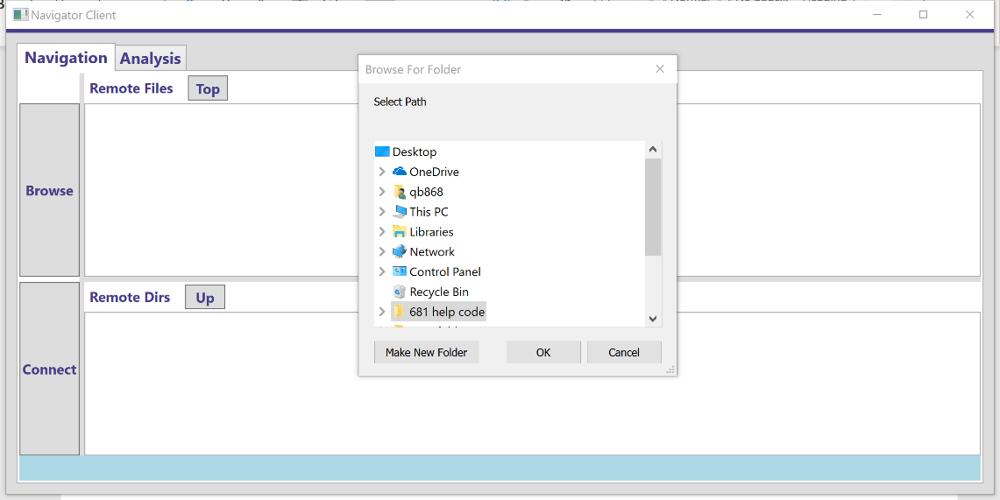 Navigator Client
Navigation Analysis
Browse For Folder
Remote Files Top
Select Path
Desktop
OneDrive
qb868
Browse
This PC
Libraries
Network
Control Panel
Recycle Bin
Remote Dirs Up
681 help code
Make New Folder OK Cancel
Connect